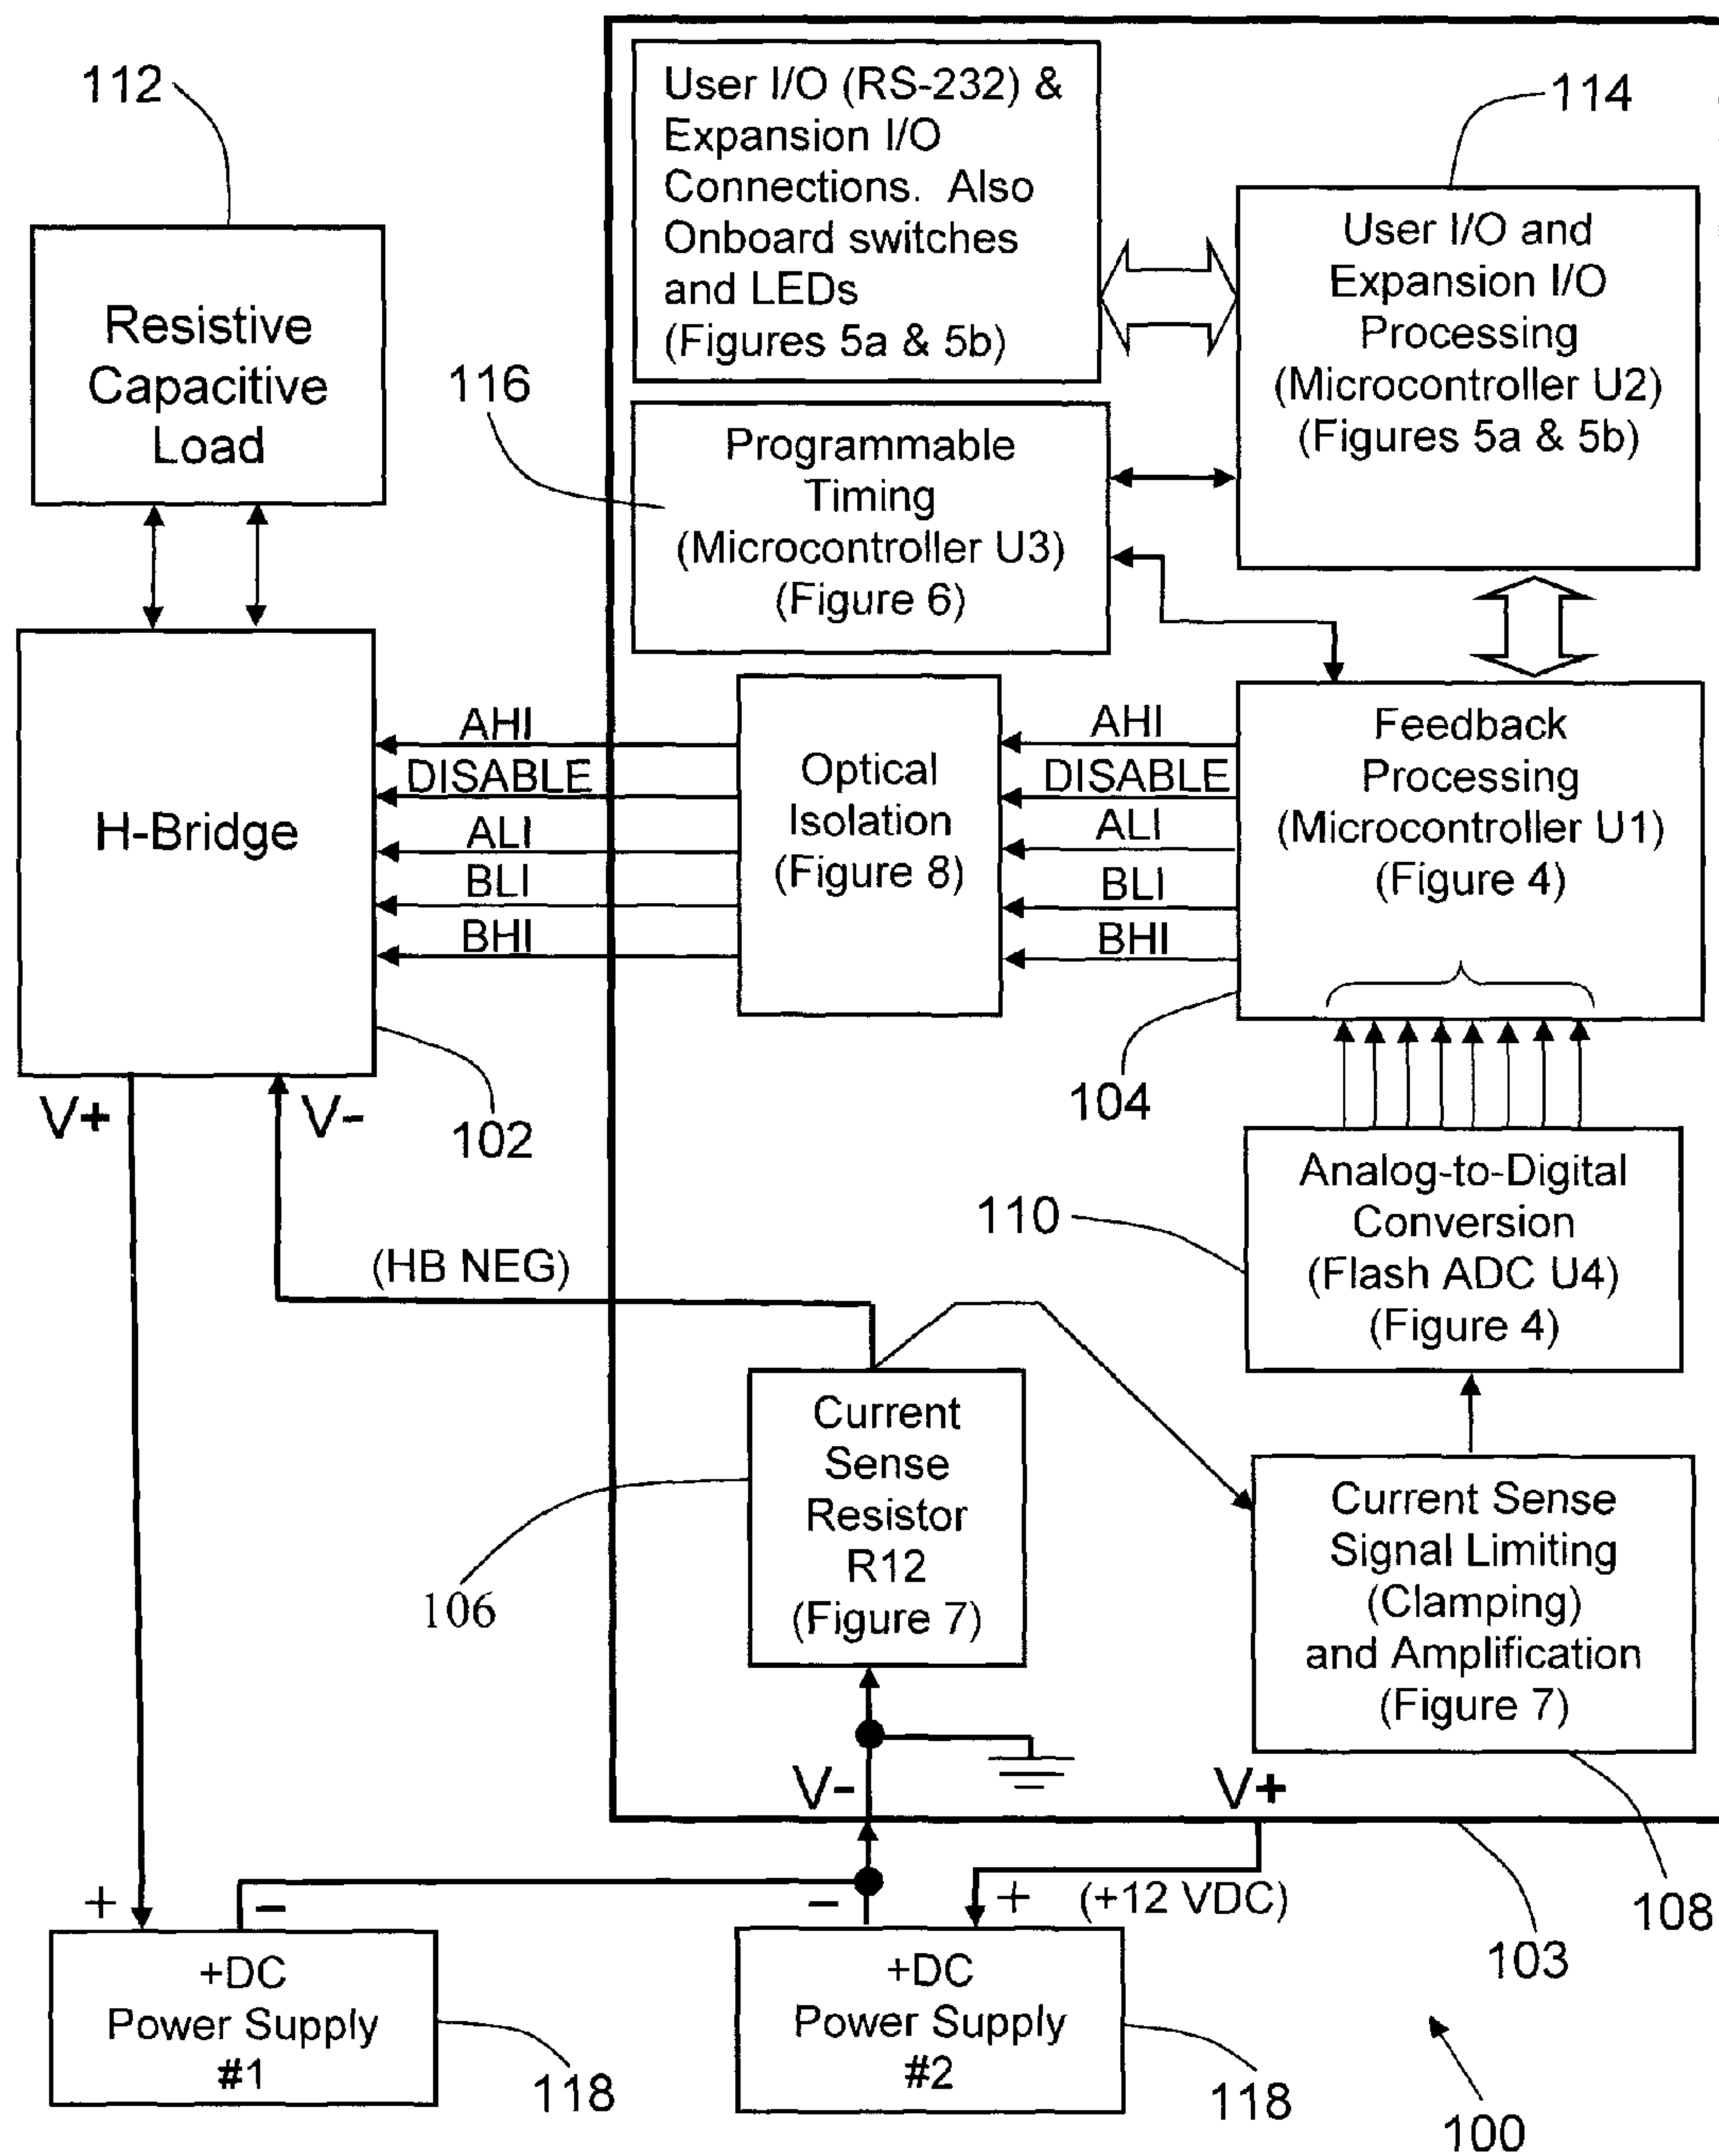 112
User I/O (RS-232) &
Expansion I/O
Connections. Also
Onboard switches
and LEDs
(Figures 5a & 5b)
114
User I/O and
Expansion I/O
Processing
(Microcontroller U2)
(Figures 5a & 5b)
Resistive
Capacitive
Load
116
Programmable
Timing
(Microcontroller U3)
(Figure 6)
H-Bridge
AHI
DISABLE
ALI
BLI
BHI
Optical
Isolation
(Figure 8)
AHI
DISABLE
ALI
BLI
BHI
Feedback
Processing
(Microcontroller U1)
(Figure 4)
V+
V-
102
104
(HB NEG)
110
Analog-to-Digital
Conversion
(Flash ADC U4)
(Figure 4)
Current
Sense
Resistor
R12
(Figure 7)
106
Current Sense
Signal Limiting
(Clamping)
and Amplification
(Figure 7)
V-
V+
+
–
–
+
(+12 VDC)
108
103
+DC
Power Supply
#1
118
+DC
Power Supply
#2
118
100